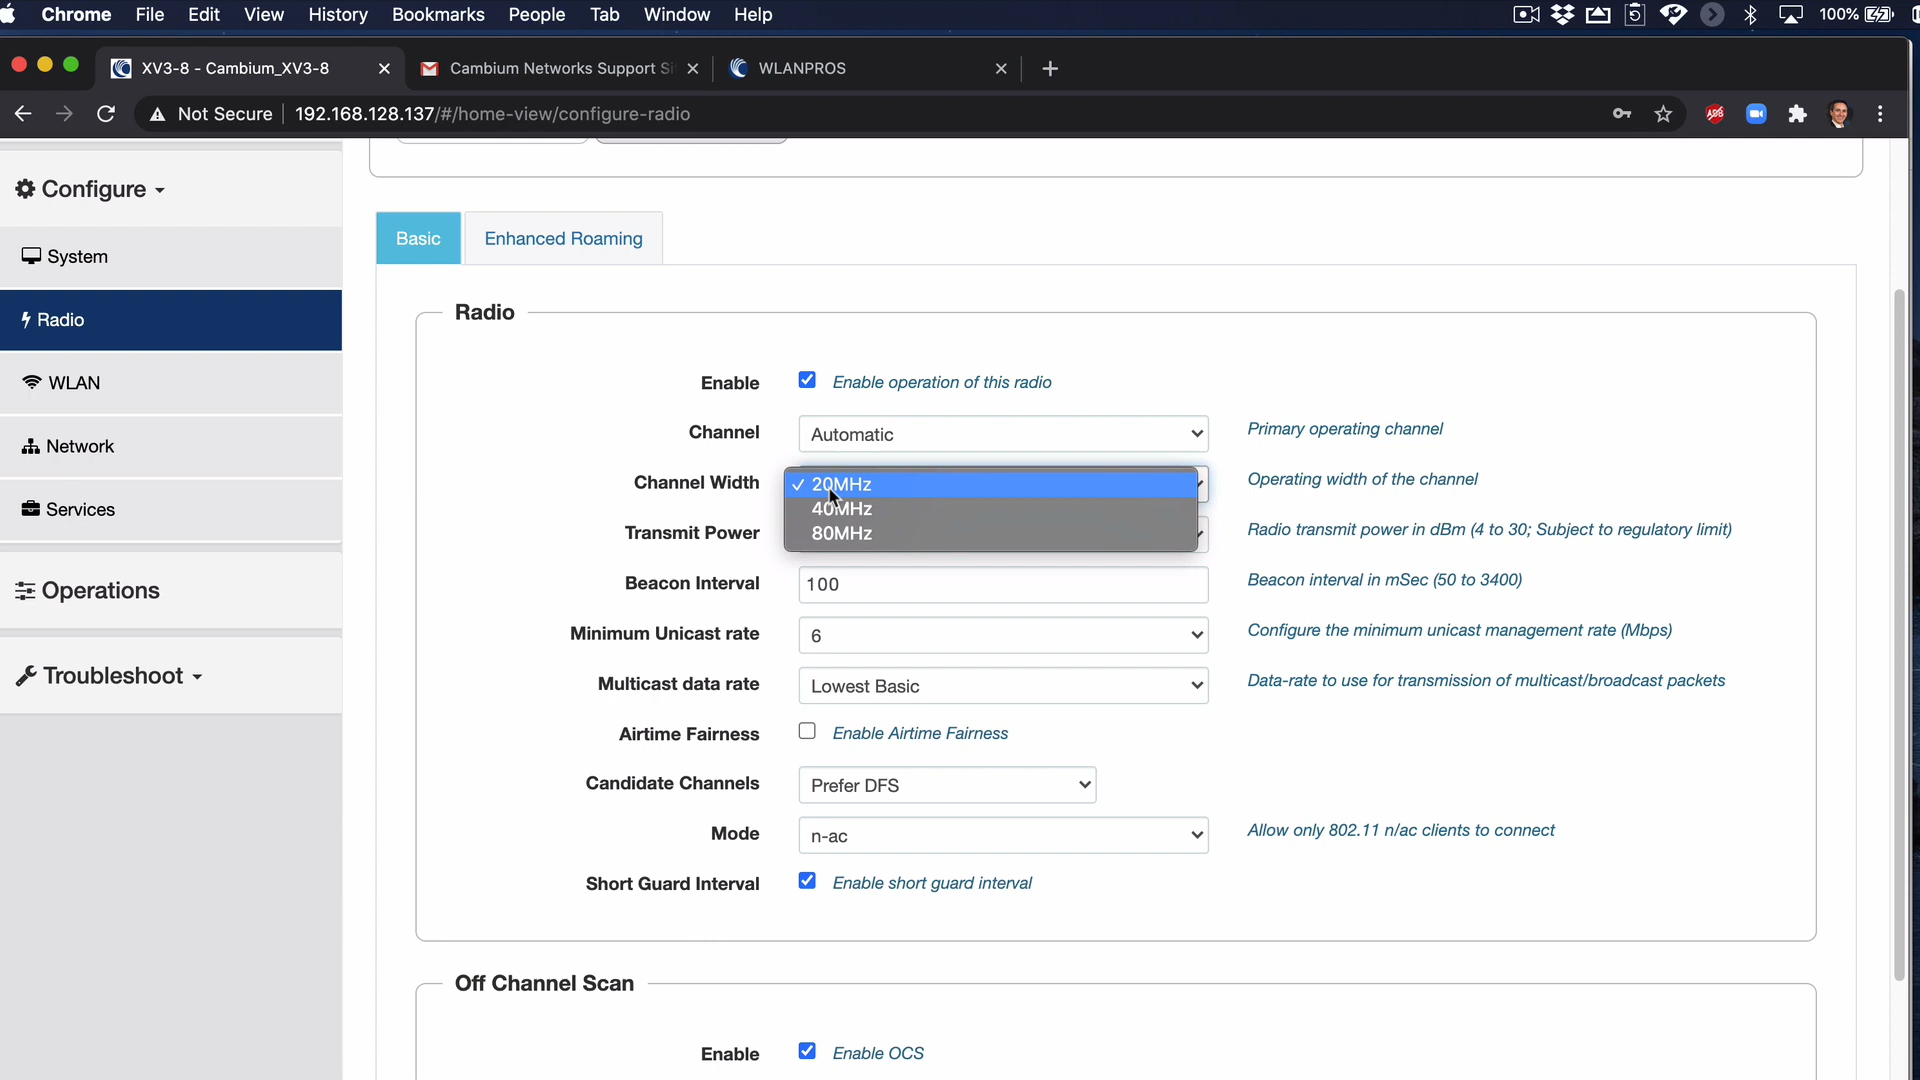 Chrome File Edit View History Bookmarks People Tab Window Help 100%
XV3-8 - Cambium_XV3-8
Cambium Networks Support Si
WLANPROS
Not Secure 192.168.128.137/#/home-view/configure-radio
Configure
System
Radio
WLAN
Network
Services
Operations
Troubleshoot
Basic Enhanced Roaming
Radio
Enable Enable operation of this radio
Channel Automatic Primary operating channel
Channel Width 20MHz Operating width of the channel
40MHz
80MHz
Transmit Power Radio transmit power in dBm (4 to 30; Subject to regulatory limit)
Beacon Interval 100 Beacon interval in mSec (50 to 3400)
Minimum Unicast rate 6 Configure the minimum unicast management rate (Mbps)
Multicast data rate Lowest Basic Data-rate to use for transmission of multicast/broadcast packets
Airtime Fairness Enable Airtime Fairness
Candidate Channels Prefer DFS
Mode n-ac Allow only 802.11 n/ac clients to connect
Short Guard Interval Enable short guard interval
Off Channel Scan
Enable Enable OCS